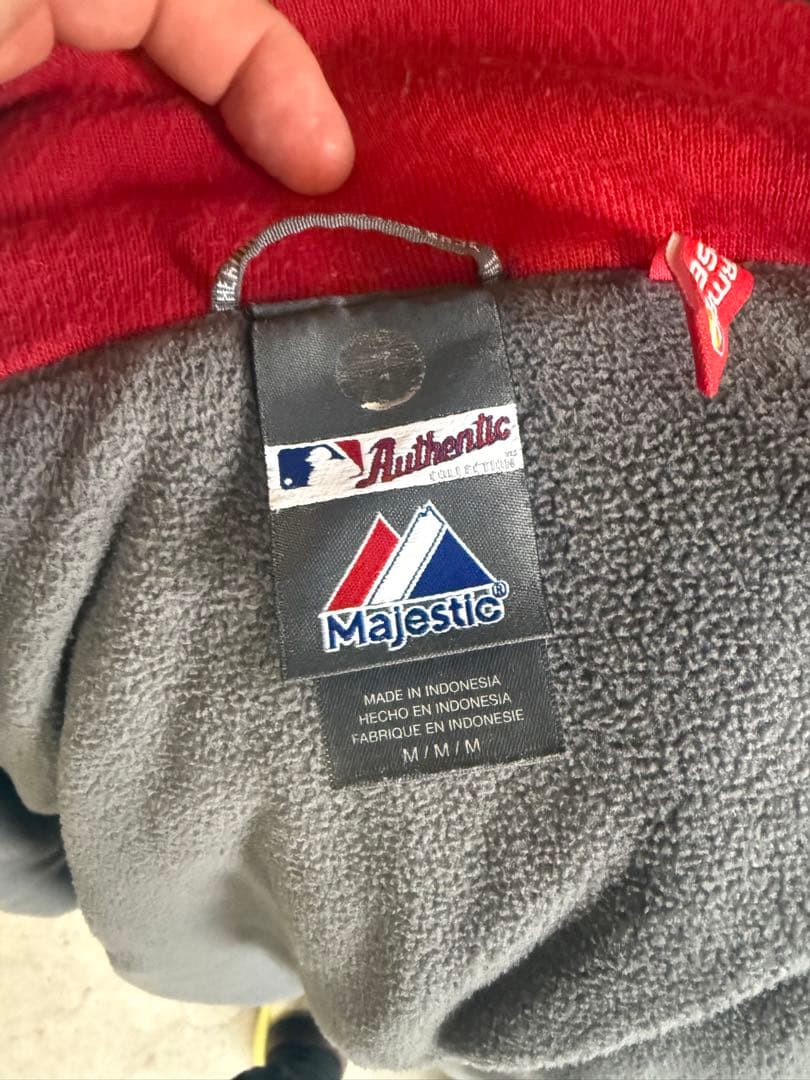 Authentic
COLLECTION
Majestic®
MADE IN INDONESIA
HECHO EN INDONESIA
FABRIQUE EN INDONESIE
M / M / M